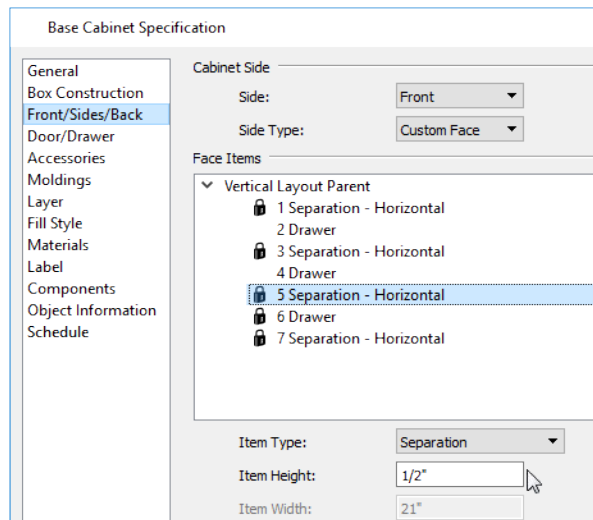 Base Cabinet Specification
General
Box Construction
Front/Sides/Back
Door/Drawer
Accessories
Moldings
Layer
Fill Style
Materials
Label
Components
Object Information
Schedule
Cabinet Side
Side: Front
Side Type: Custom Face
Face Items
Vertical Layout Parent
1 Separation - Horizontal
2 Drawer
3 Separation - Horizontal
4 Drawer
5 Separation - Horizontal
6 Drawer
7 Separation - Horizontal
Item Type: Separation
Item Height: 1/2"
Item Width: 21"